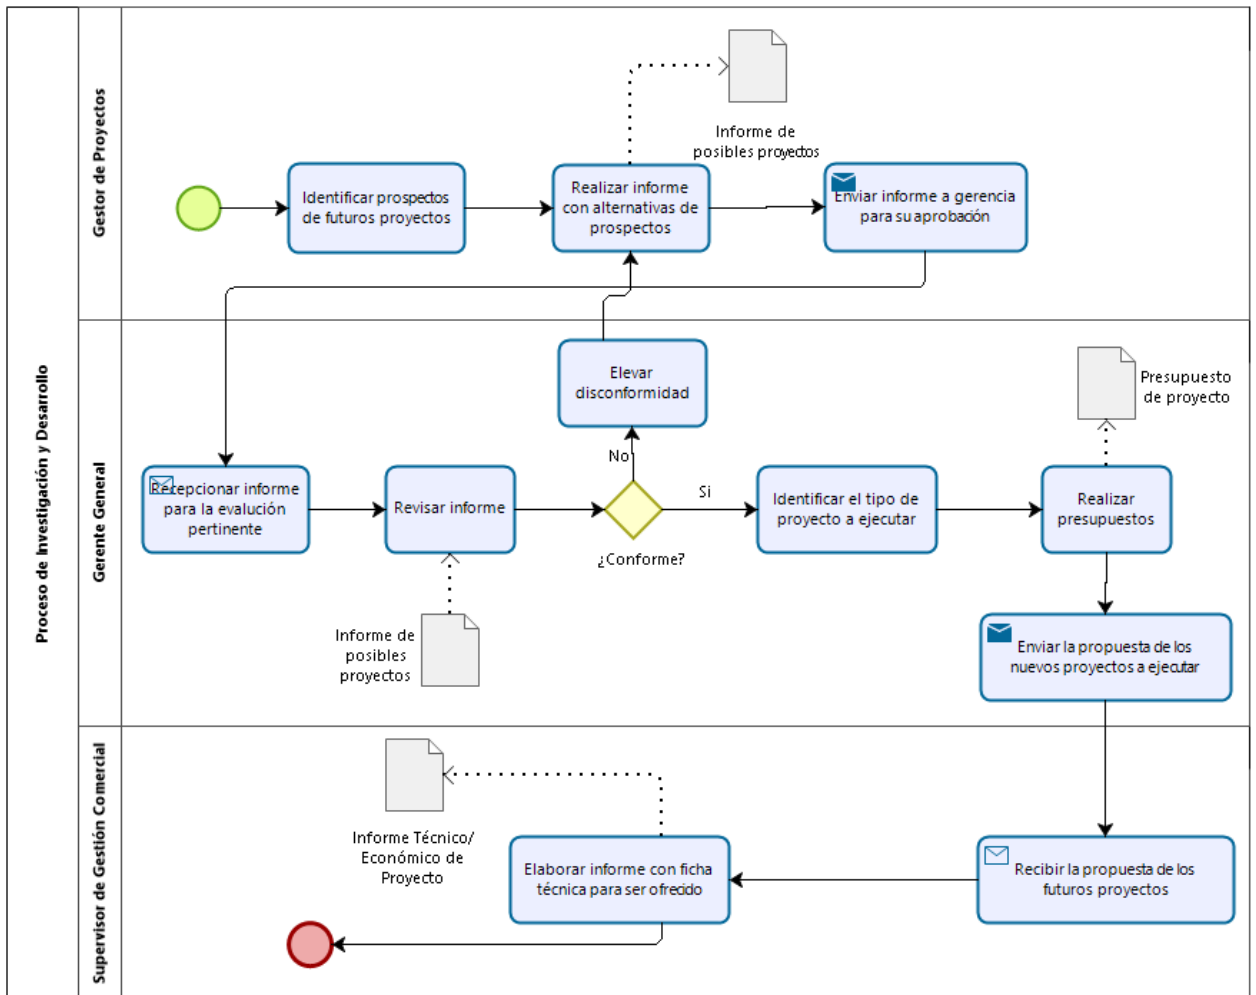 Proceso de Investigación y Desarrollo
Gestor de Proyectos
Informe de
posibles proyectos
Identificar prospectos
de futuros proyectos
Realizar informe
con alternativas de
prospectos
Enviar informe a gerencia
para su aprobación
Gerente General
Elevar
disconformidad
Presupuesto
de proyecto
No
Recepcionar informe
para la evalución
pertinente
Revisar informe
Si
Identificar el tipo de
proyecto a ejecutar
Realizar
presupuestos
¿Conforme?
Informe de
posibles
proyectos
Enviar la propuesta de los
nuevos proyectos a ejecutar
Supervisor de Gestión Comercial
Informe Técnico/
Económico de
Proyecto
Elaborar informe con ficha
técnica para ser ofrecido
Recibir la propuesta de los
futuros proyectos